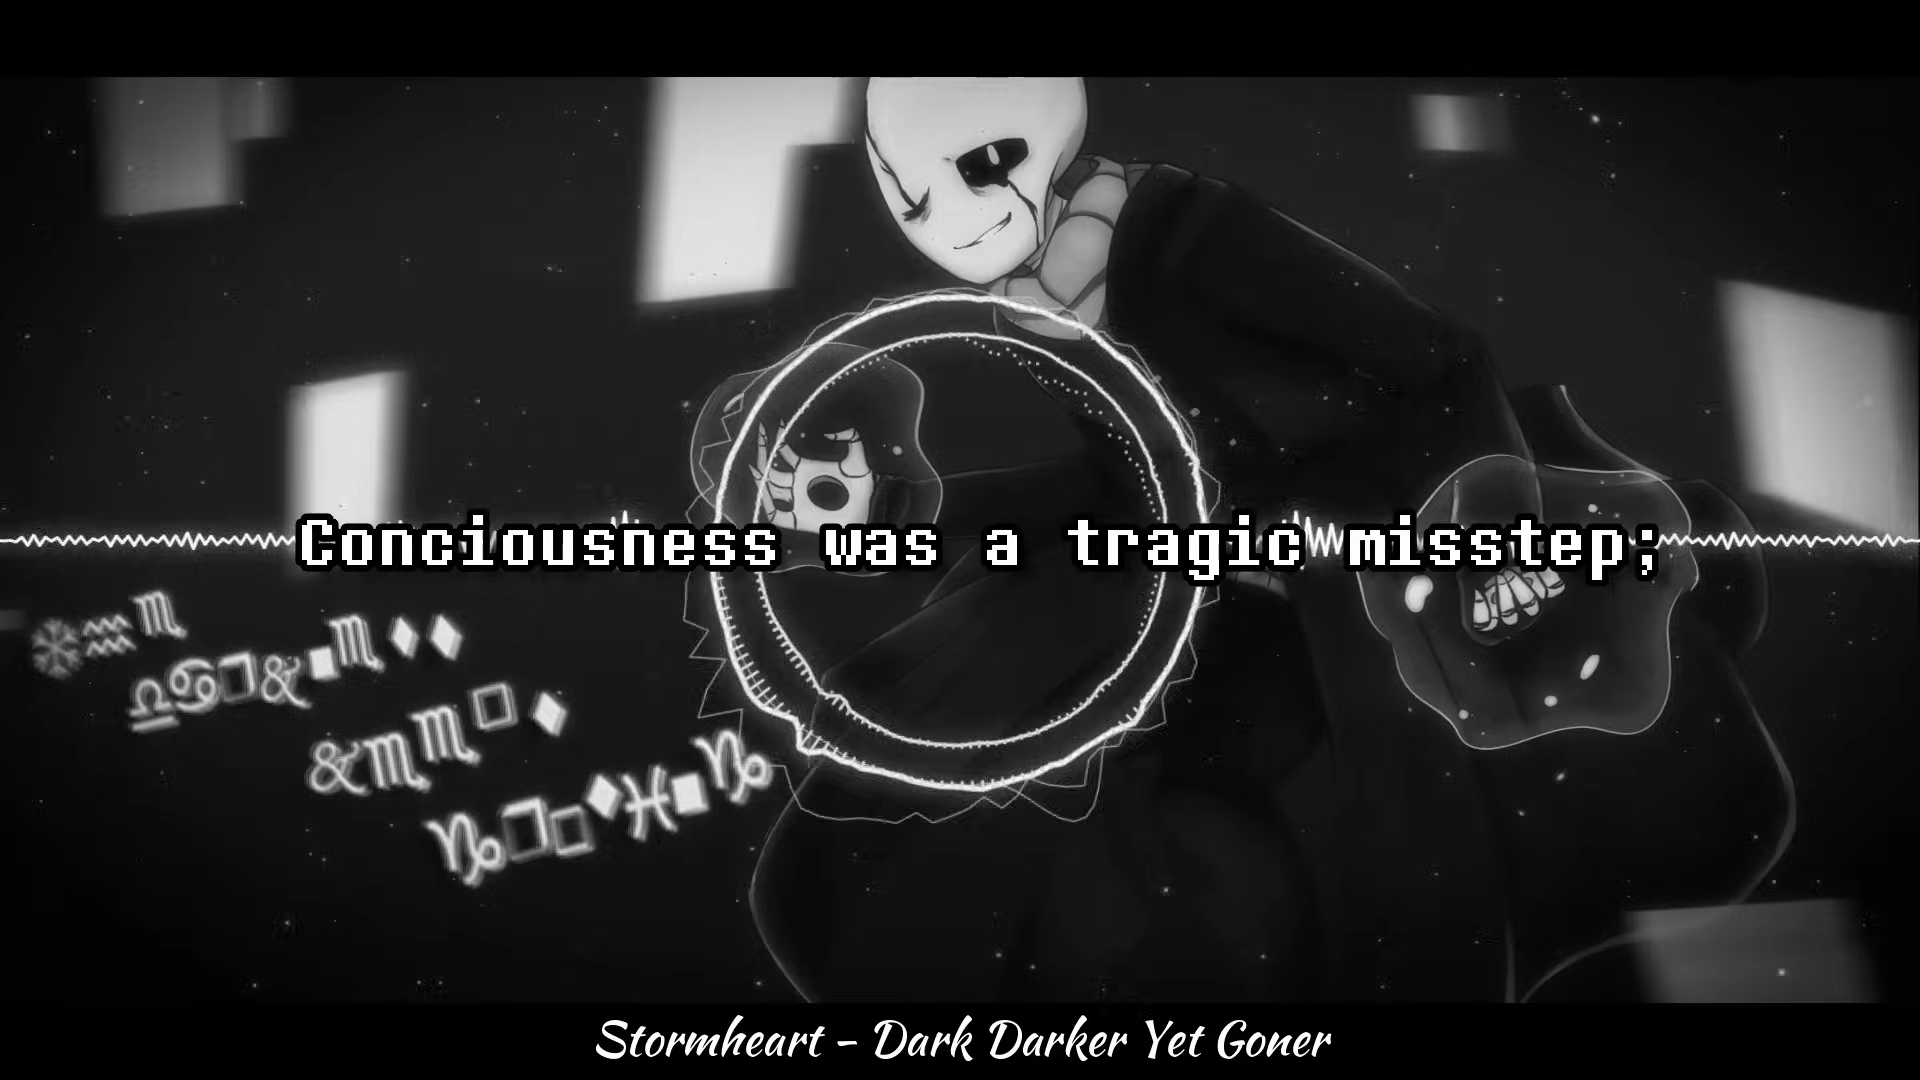 Conciousness was a tragic misstep;
❄♒♏
♎♋❒🙵■♏⬧⬧
🙵♏♏◻⬧
♑❒□⬥♓■♑
Stormheart - Dark Darker Yet Goner